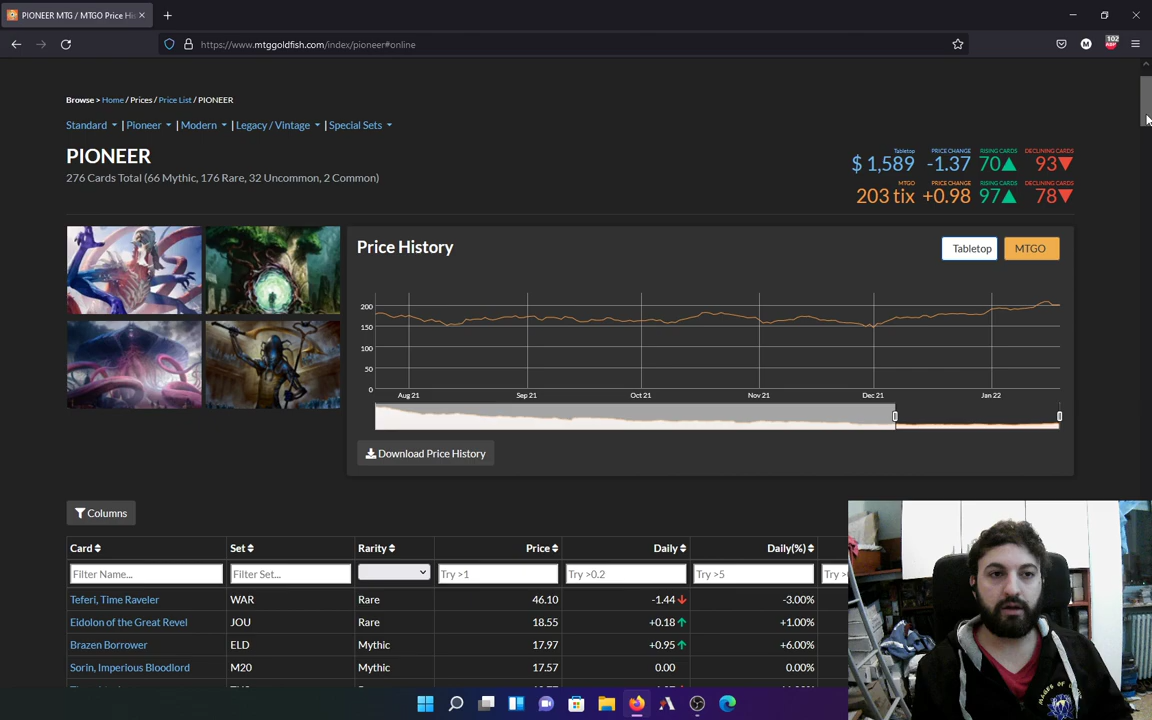 PIONEER MTG / MTGO Price His
https://www.mtggoldfish.com/index/pioneer#online
M
102
ABP
Browse > Home / Prices / Price List / PIONEER
Standard | Pioneer | Modern | Legacy / Vintage | Special Sets
PIONEER
276 Cards Total (66 Mythic, 176 Rare, 32 Uncommon, 2 Common)
Tabletop PRICE CHANGE RISING CARDS DECLINING CARDS
$ 1,589 -1.37 70 93
MTGO PRICE CHANGE RISING CARDS DECLINING CARDS
203 tix +0.98 97 78
Price History
Tabletop MTGO
200
150
100
50
0
Aug 21 Sep 21 Oct 21 Nov 21 Dec 21 Jan 22
Download Price History
Columns
Card Set Rarity Price Daily Daily(%)
Filter Name... Filter Set... Try >1 Try >0.2 Try >5 Try >
Teferi, Time Raveler WAR Rare 46.10 -1.44 -3.00%
Eidolon of the Great Revel JOU Rare 18.55 +0.18 +1.00%
Brazen Borrower ELD Mythic 17.97 +0.95 +6.00%
Sorin, Imperious Bloodlord M20 Mythic 17.57 0.00 0.00%